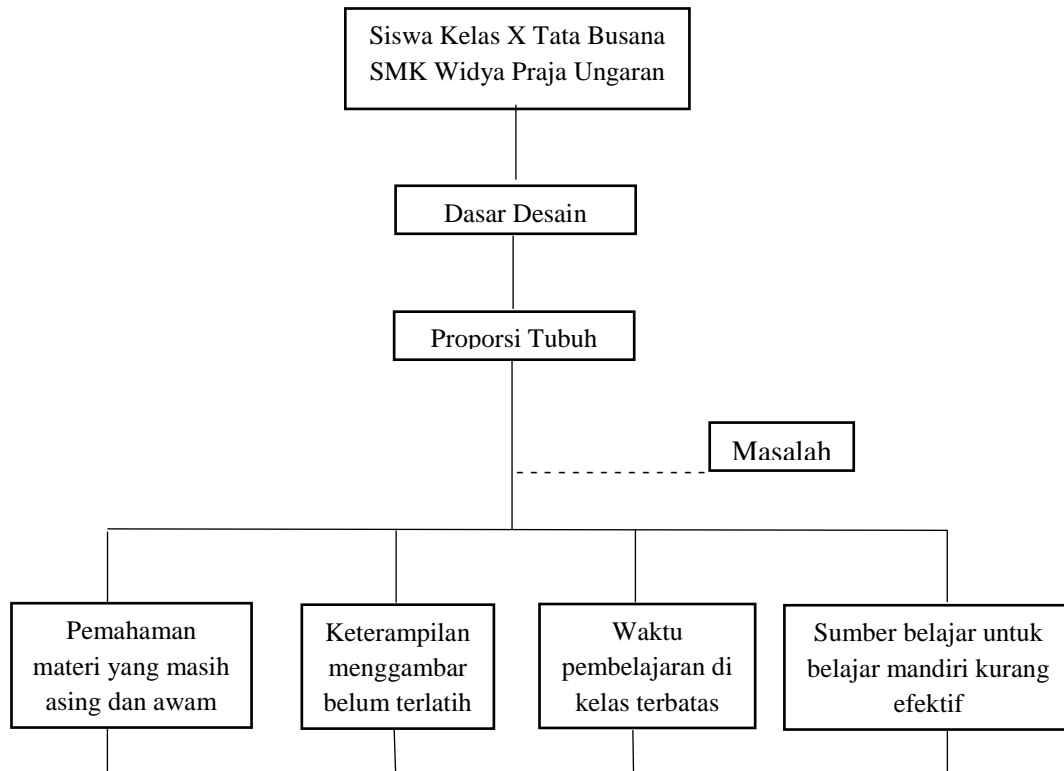 Siswa Kelas X Tata Busana
SMK Widya Praja Ungaran
Dasar Desain
Proporsi Tubuh
Masalah
Pemahaman
materi yang masih
asing dan awam
Keterampilan
menggambar
belum terlatih
Waktu
pembelajaran di
kelas terbatas
Sumber belajar untuk
belajar mandiri kurang
efektif